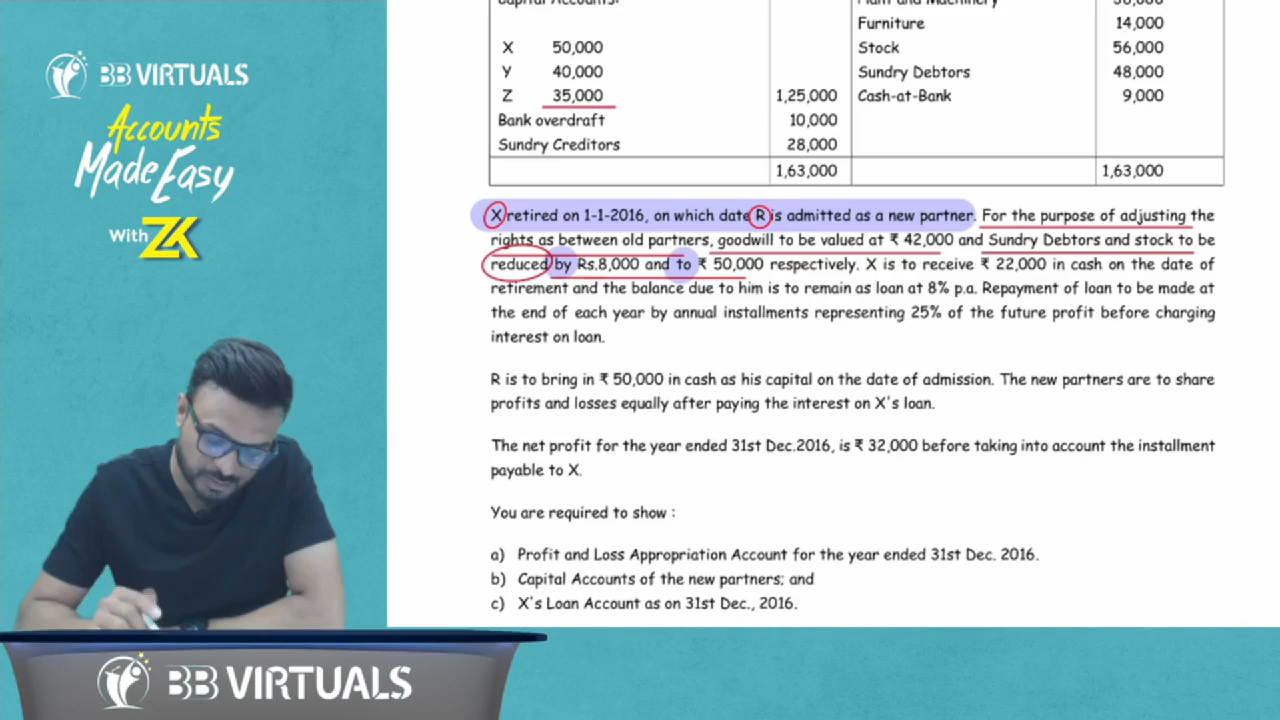 BB VIRTUALS
Accounts
Made Easy
With ZK
Capital Accounts: Plant and Machinery
Furniture 14,000
X 50,000 Stock 56,000
Y 40,000 Sundry Debtors 48,000
Z 35,000 1,25,000 Cash-at-Bank 9,000
Bank overdraft 10,000
Sundry Creditors 28,000
1,63,000 1,63,000
X retired on 1-1-2016, on which date R is admitted as a new partner. For the purpose of adjusting the
rights as between old partners, goodwill to be valued at ₹ 42,000 and Sundry Debtors and stock to be
reduced by Rs.8,000 and to ₹ 50,000 respectively. X is to receive ₹ 22,000 in cash on the date of
retirement and the balance due to him is to remain as loan at 8% p.a. Repayment of loan to be made at
the end of each year by annual installments representing 25% of the future profit before charging
interest on loan.
R is to bring in ₹ 50,000 in cash as his capital on the date of admission. The new partners are to share
profits and losses equally after paying the interest on X's loan.
The net profit for the year ended 31st Dec.2016, is ₹ 32,000 before taking into account the installment
payable to X.
You are required to show :
a) Profit and Loss Appropriation Account for the year ended 31st Dec. 2016.
b) Capital Accounts of the new partners; and
c) X's Loan Account as on 31st Dec., 2016.
BB VIRTUALS